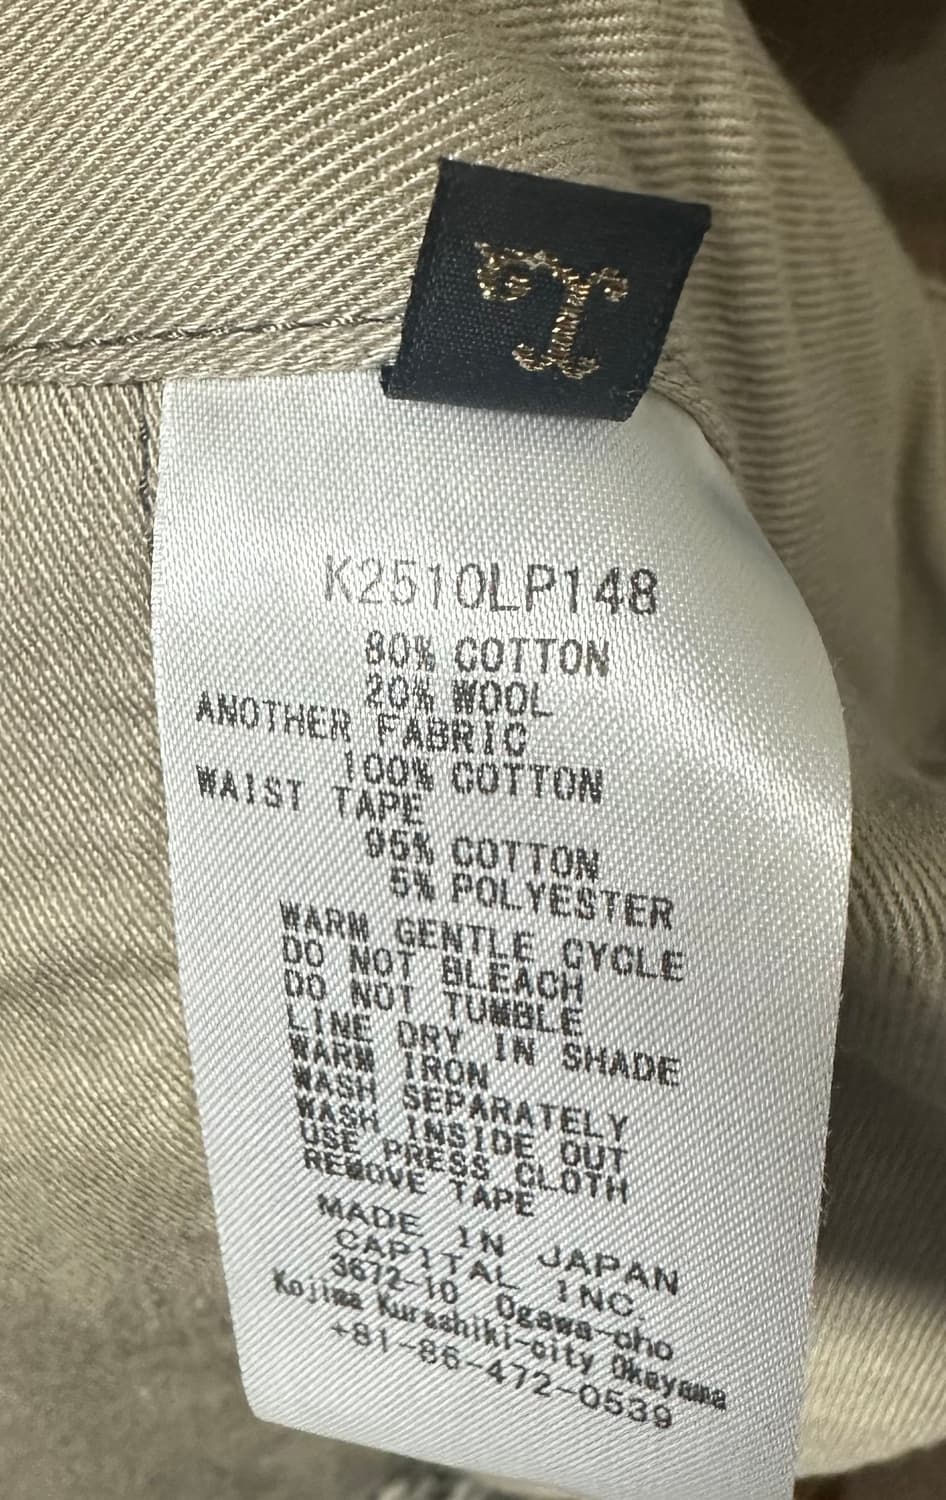 T
K2510LP148
80% COTTON
20% WOOL
ANOTHER FABRIC
100% COTTON
WAIST TAPE
95% COTTON
5% POLYESTER
WARM GENTLE CYCLE
DO NOT BLEACH
DO NOT TUMBLE
LINE DRY IN SHADE
WARM IRON
WASH SEPARATELY
WASH INSIDE OUT
USE PRESS CLOTH
REMOVE TAPE
MADE IN JAPAN
CAPITAL INC.
3672-10 Ogawa-cho
Kojima Kurashiki-city Okayama
+81-86-472-0539